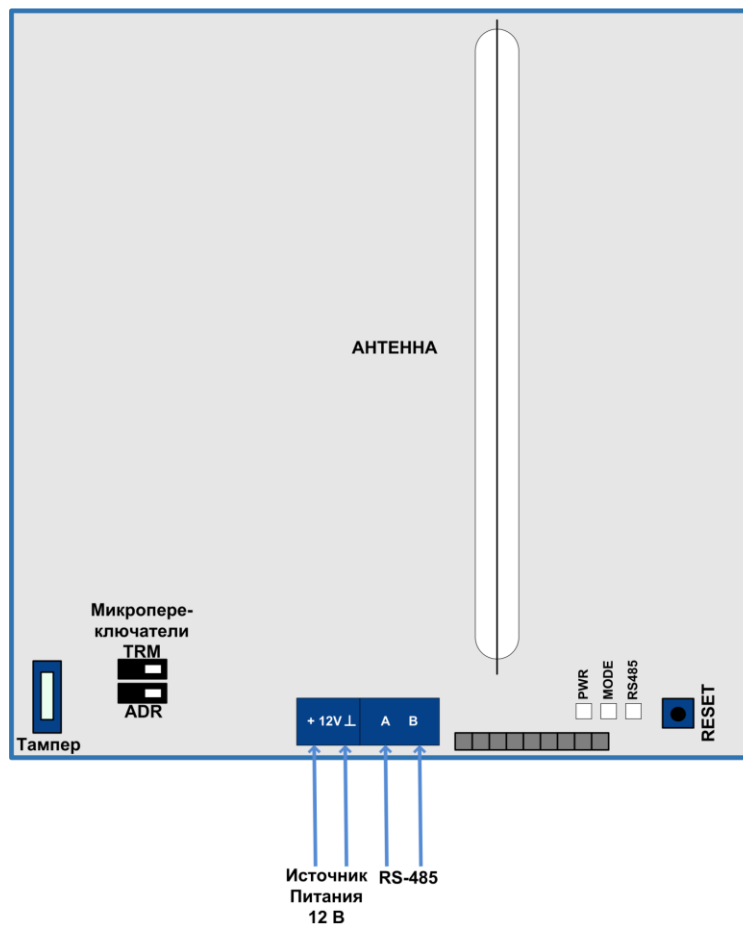 АНТЕННА
Микропере-
ключатели
TRM
ADR
Тампер
+ 12V ⊥ A B
PWR
MODE
RS485
RESET
Источник
Питания
12 В
RS-485